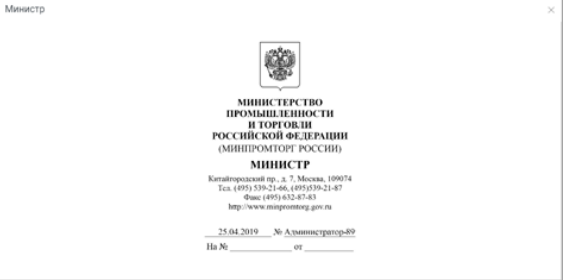 Министр
МИНИСТЕРСТВО
ПРОМЫШЛЕННОСТИ
И ТОРГОВЛИ
РОССИЙСКОЙ ФЕДЕРАЦИИ
(МИНПРОМТОРГ РОССИИ)
МИНИСТР
Китайгородский пр., д. 7, Москва, 109074
Тел. (495) 539-21-66, (495)539-21-87
Факс (495) 632-87-83
http://www.minpromtorg.gov.ru
25.04.2019 № Администратор-89
На № ____________ от ____________